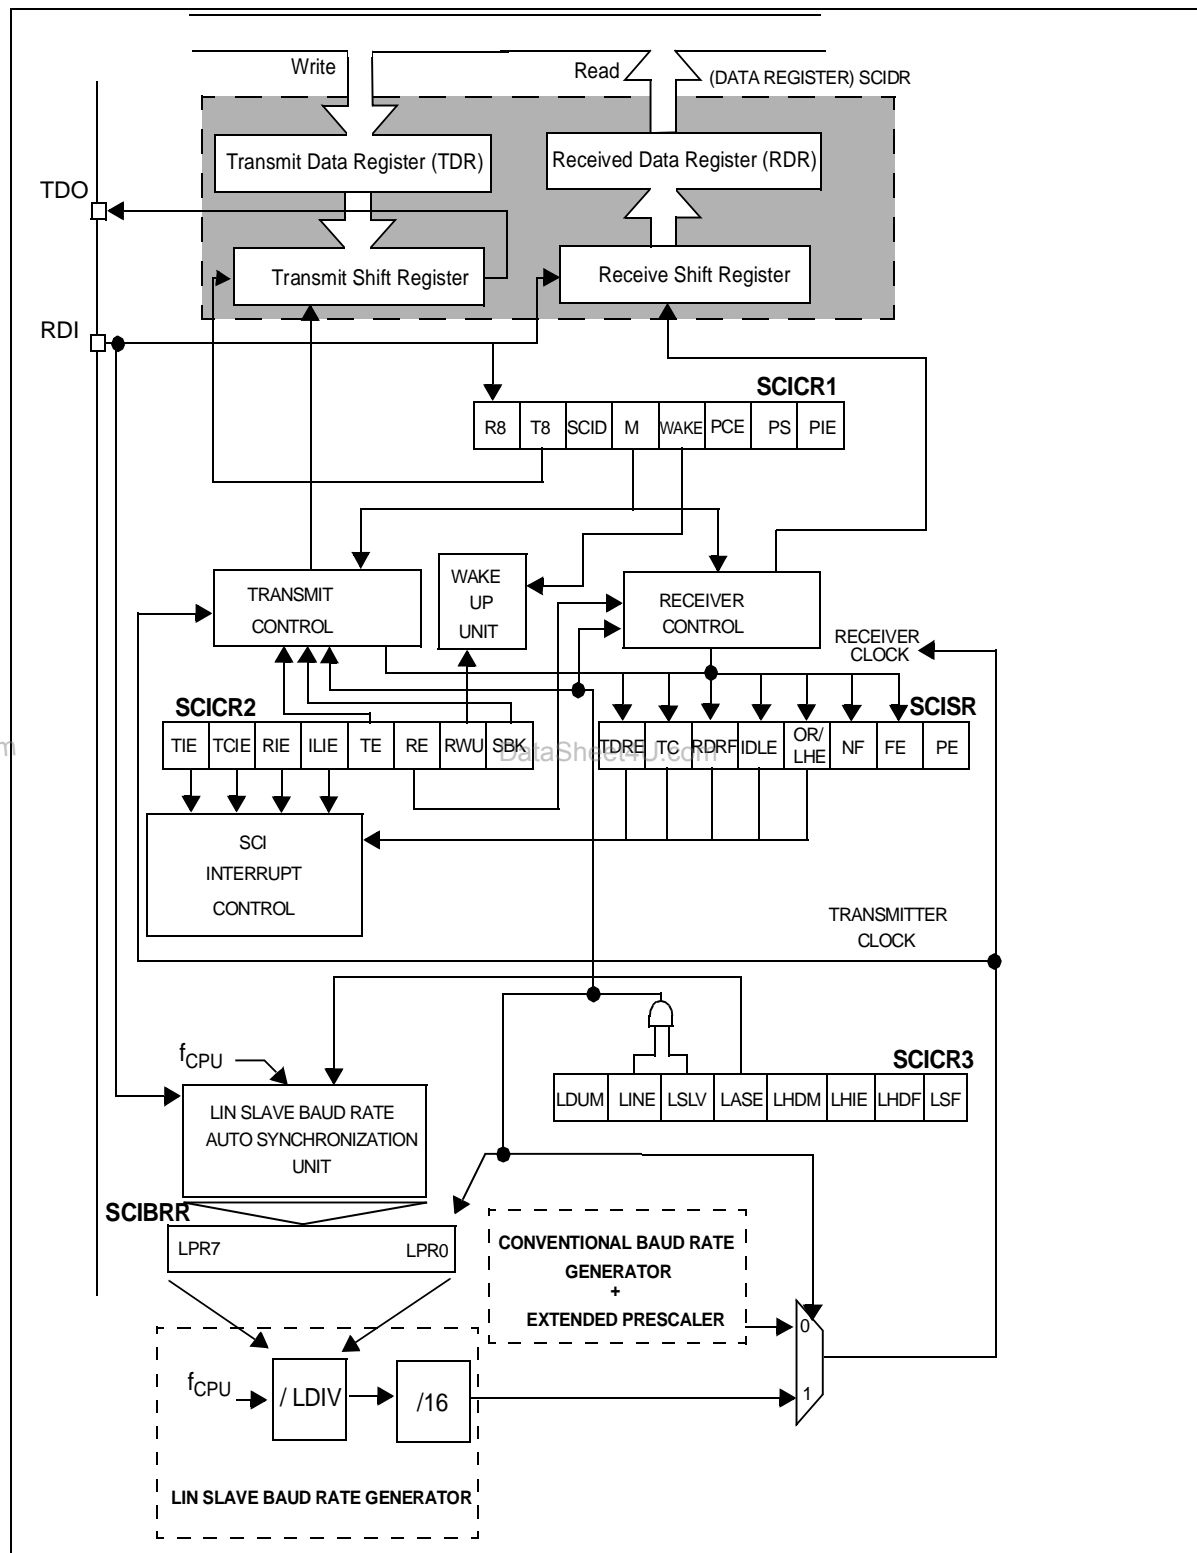 Write
Read
(DATA REGISTER) SCIDR
Transmit Data Register (TDR)
Received Data Register (RDR)
TDO
Transmit Shift Register
Receive Shift Register
RDI
SCICR1
R8 T8 SCID M WAKE PCE PS PIE
TRANSMIT
CONTROL
WAKE
UP
UNIT
RECEIVER
CONTROL
RECEIVER
CLOCK
SCICR2
TIE TCIE RIE ILIE TE RE RWU SBK
SCISR
TDRE TC RDRF IDLE OR/
LHE NF FE PE
DataSheet4U.com
m
SCI
INTERRUPT
CONTROL
TRANSMITTER
CLOCK
fCPU
SCICR3
LDUM LINE LSLV LASE LHDM LHIE LHDF LSF
LIN SLAVE BAUD RATE
AUTO SYNCHRONIZATION
UNIT
SCIBRR
LPR7 LPR0
CONVENTIONAL BAUD RATE
GENERATOR
+
EXTENDED PRESCALER
0
1
fCPU
/ LDIV
/16
LIN SLAVE BAUD RATE GENERATOR